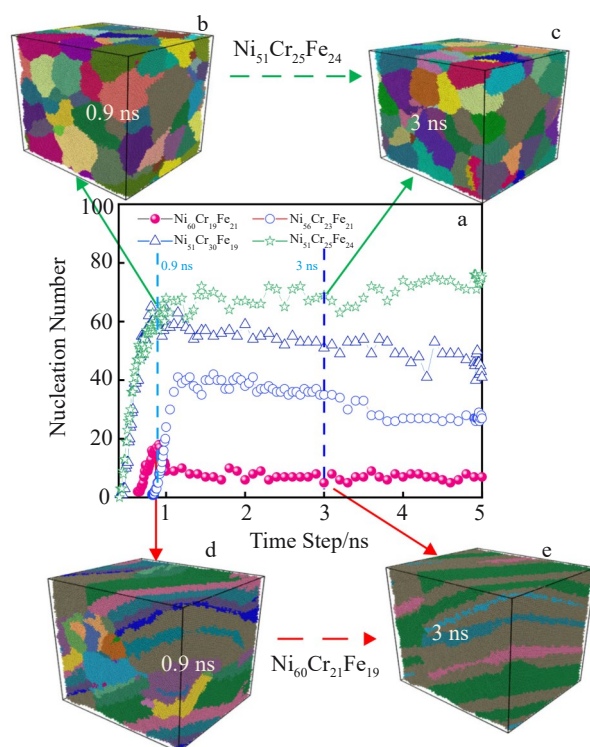 b
Ni₅₁Cr₂₅Fe₂₄
c
0.9 ns
3 ns
100
a
Ni₆₀Cr₁₉Fe₂₁
Ni₅₆Cr₂₃Fe₂₁
Ni₅₁Cr₃₀Fe₁₉
Ni₅₁Cr₂₅Fe₂₄
80
0.9 ns
3 ns
60
40
20
0
Nucleation Number
1
2
3
4
5
Time Step/ns
d
e
0.9 ns
3 ns
Ni₆₀Cr₂₁Fe₁₉